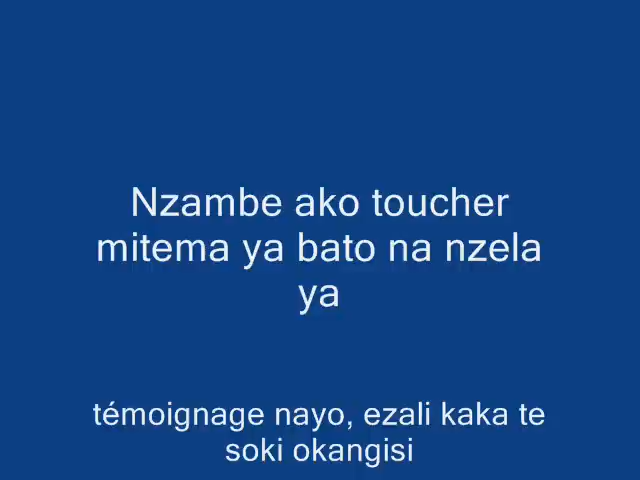 Nzambe ako toucher
mitema ya bato na nzela
ya
témoignage nayo, ezali kaka te
soki okangisi